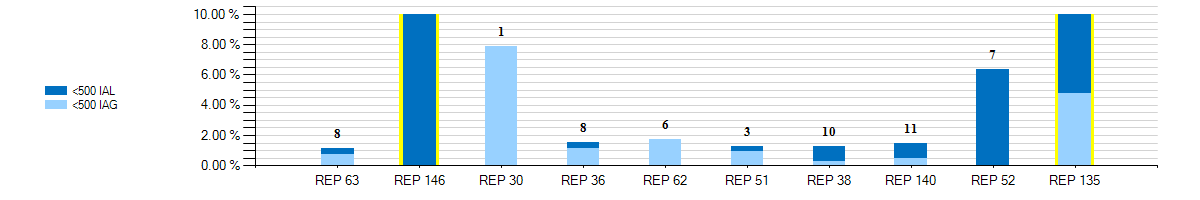 10.00 %
8.00 %
6.00 %
4.00 %
2.00 %
0.00 %
<500 IAL
<500 IAG
8
1
8
6
3
10
11
7
REP 63
REP 146
REP 30
REP 36
REP 62
REP 51
REP 38
REP 140
REP 52
REP 135